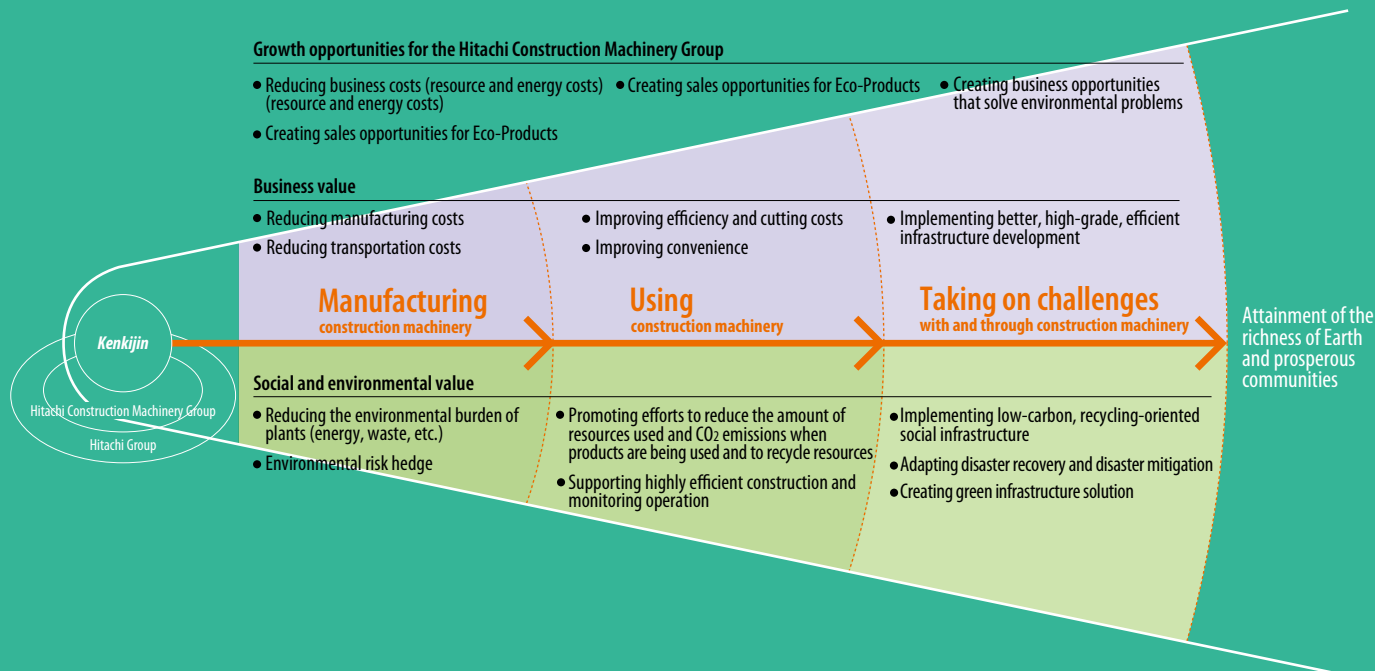 Growth opportunities for the Hitachi Construction Machinery Group
● Reducing business costs (resource and energy costs)
(resource and energy costs)
● Creating sales opportunities for Eco-Products
● Creating sales opportunities for Eco-Products
● Creating business opportunities
that solve environmental problems
Business value
● Reducing manufacturing costs
● Reducing transportation costs
● Improving efficiency and cutting costs
● Improving convenience
● Implementing better, high-grade, efficient
infrastructure development
Manufacturing
construction machinery
Using
construction machinery
Taking on challenges
with and through construction machinery
Kenkijin
Hitachi Construction Machinery Group
Hitachi Group
Attainment of the
richness of Earth
and prosperous
communities
Social and environmental value
● Reducing the environmental burden of
plants (energy, waste, etc.)
● Environmental risk hedge
● Promoting efforts to reduce the amount of
resources used and CO₂ emissions when
products are being used and to recycle resources
● Supporting highly efficient construction and
monitoring operation
● Implementing low-carbon, recycling-oriented
social infrastructure
● Adapting disaster recovery and disaster mitigation
● Creating green infrastructure solution